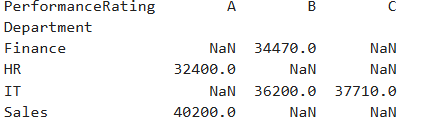 PerformanceRating A B C
Department
Finance NaN 34470.0 NaN
HR 32400.0 NaN NaN
IT NaN 36200.0 37710.0
Sales 40200.0 NaN NaN